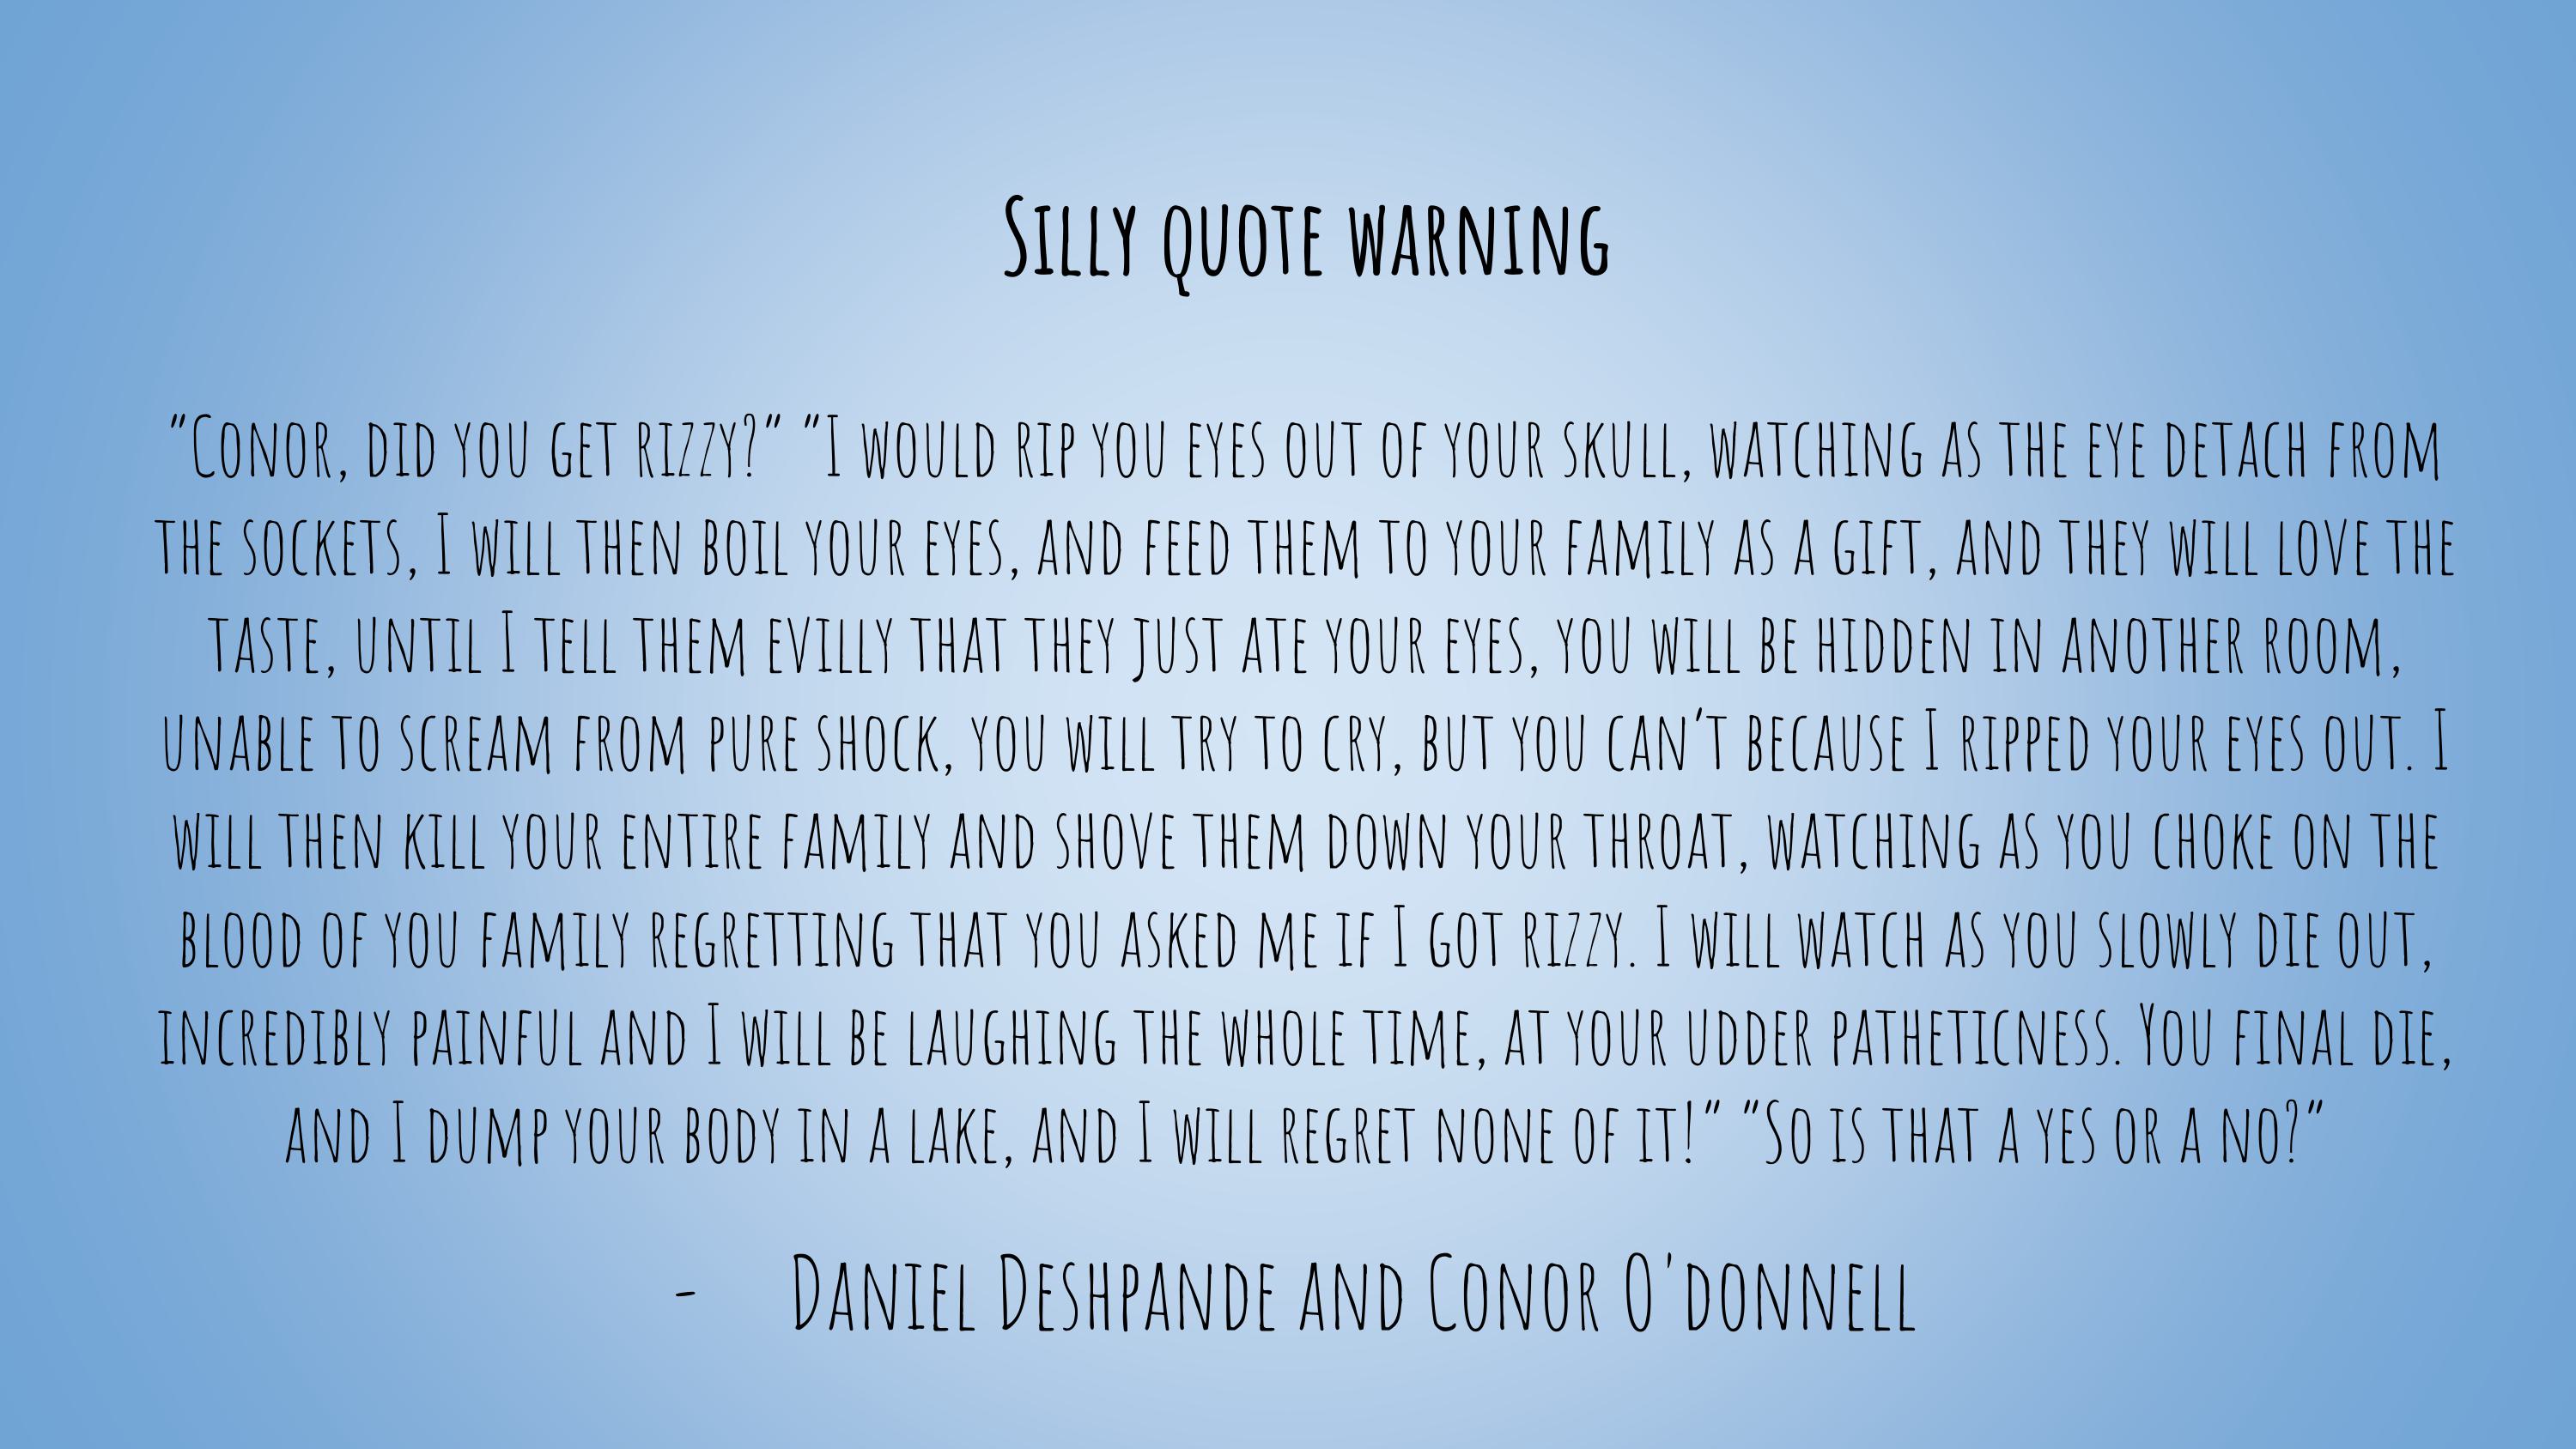 Silly quote warning
"Conor, did you get rizzy?" "I would rip you eyes out of your skull, watching as the eye detach from
the sockets, I will then boil your eyes, and feed them to your family as a gift, and they will love the
taste, until I tell them evilly that they just ate your eyes, you will be hidden in another room,
unable to scream from pure shock, you will try to cry, but you can't because I ripped your eyes out. I
will then kill your entire family and shove them down your throat, watching as you choke on the
blood of you family regretting that you asked me if I got rizzy. I will watch as you slowly die out,
incredibly painful and I will be laughing the whole time, at your udder patheticness. You final die,
and I dump your body in a lake, and I will regret none of it!" "So is that a yes or a no?"
- Daniel Deshpande and Conor O'donnell